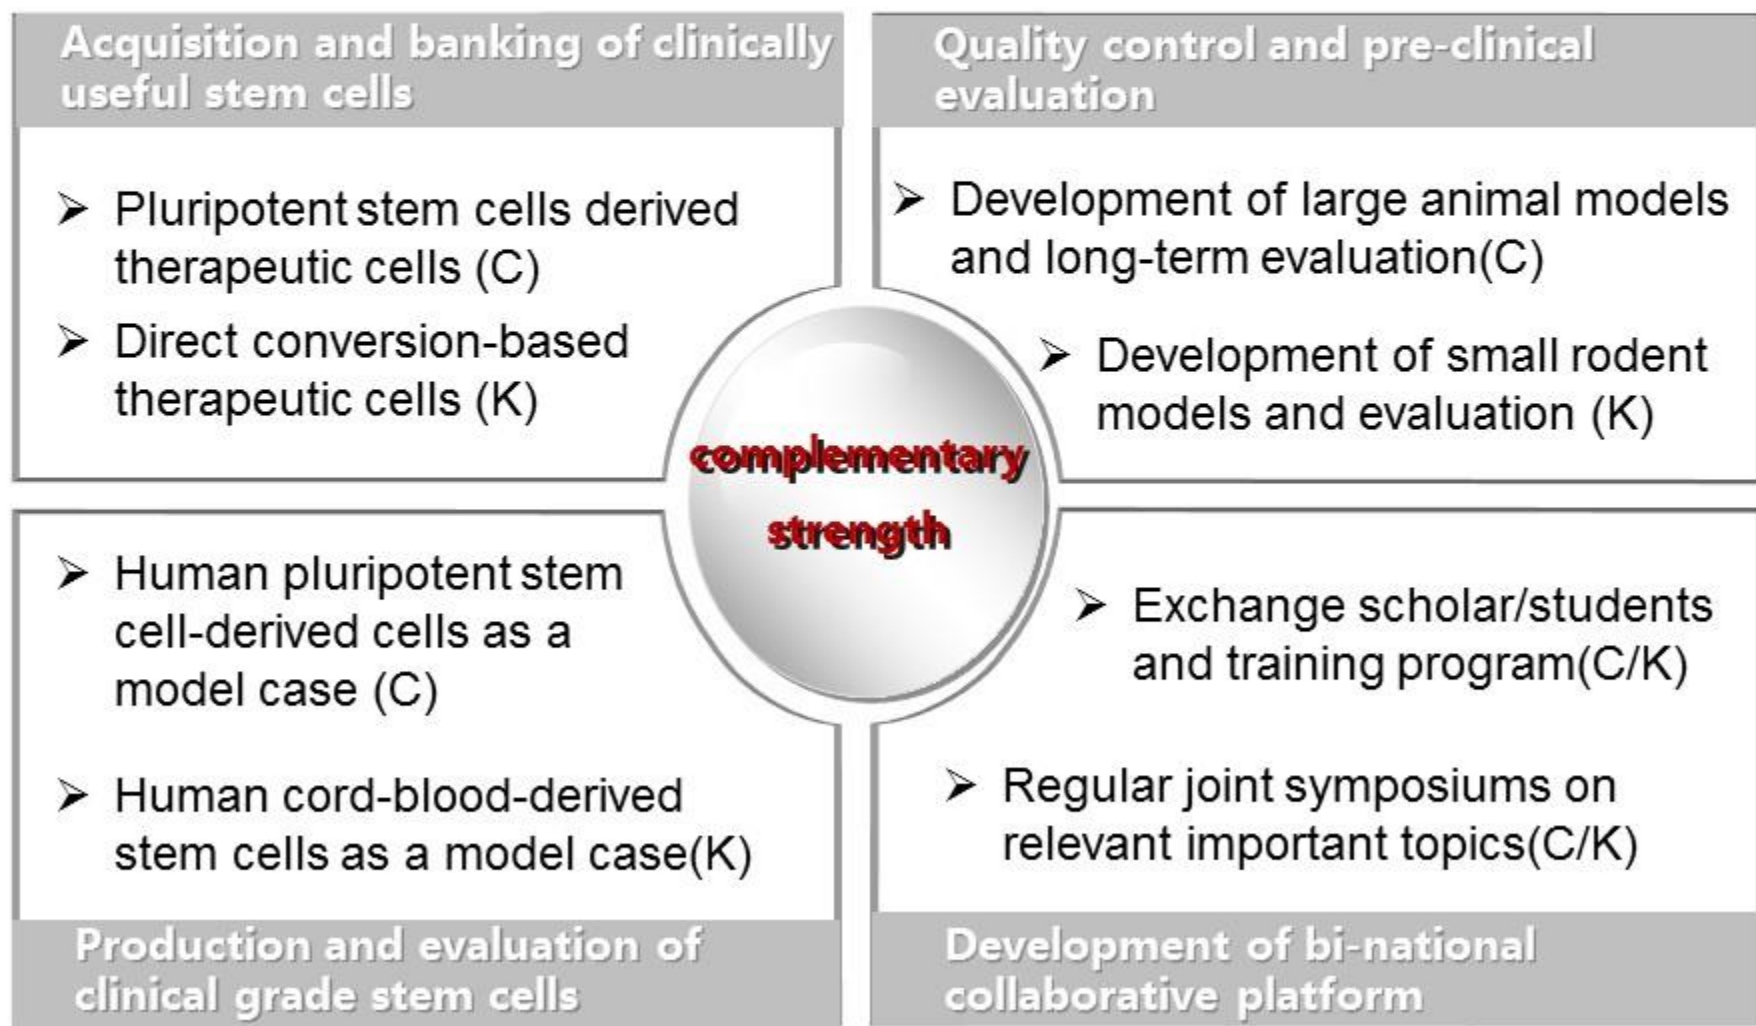 Acquisition and banking of clinically
useful stem cells
➢ Pluripotent stem cells derived
therapeutic cells (C)
➢ Direct conversion-based
therapeutic cells (K)
Quality control and pre-clinical
evaluation
➢ Development of large animal models
and long-term evaluation(C)
➢ Development of small rodent
models and evaluation (K)
complementary
strength
➢ Human pluripotent stem
cell-derived cells as a
model case (C)
➢ Human cord-blood-derived
stem cells as a model case(K)
Production and evaluation of
clinical grade stem cells
➢ Exchange scholar/students
and training program(C/K)
➢ Regular joint symposiums on
relevant important topics(C/K)
Development of bi-national
collaborative platform